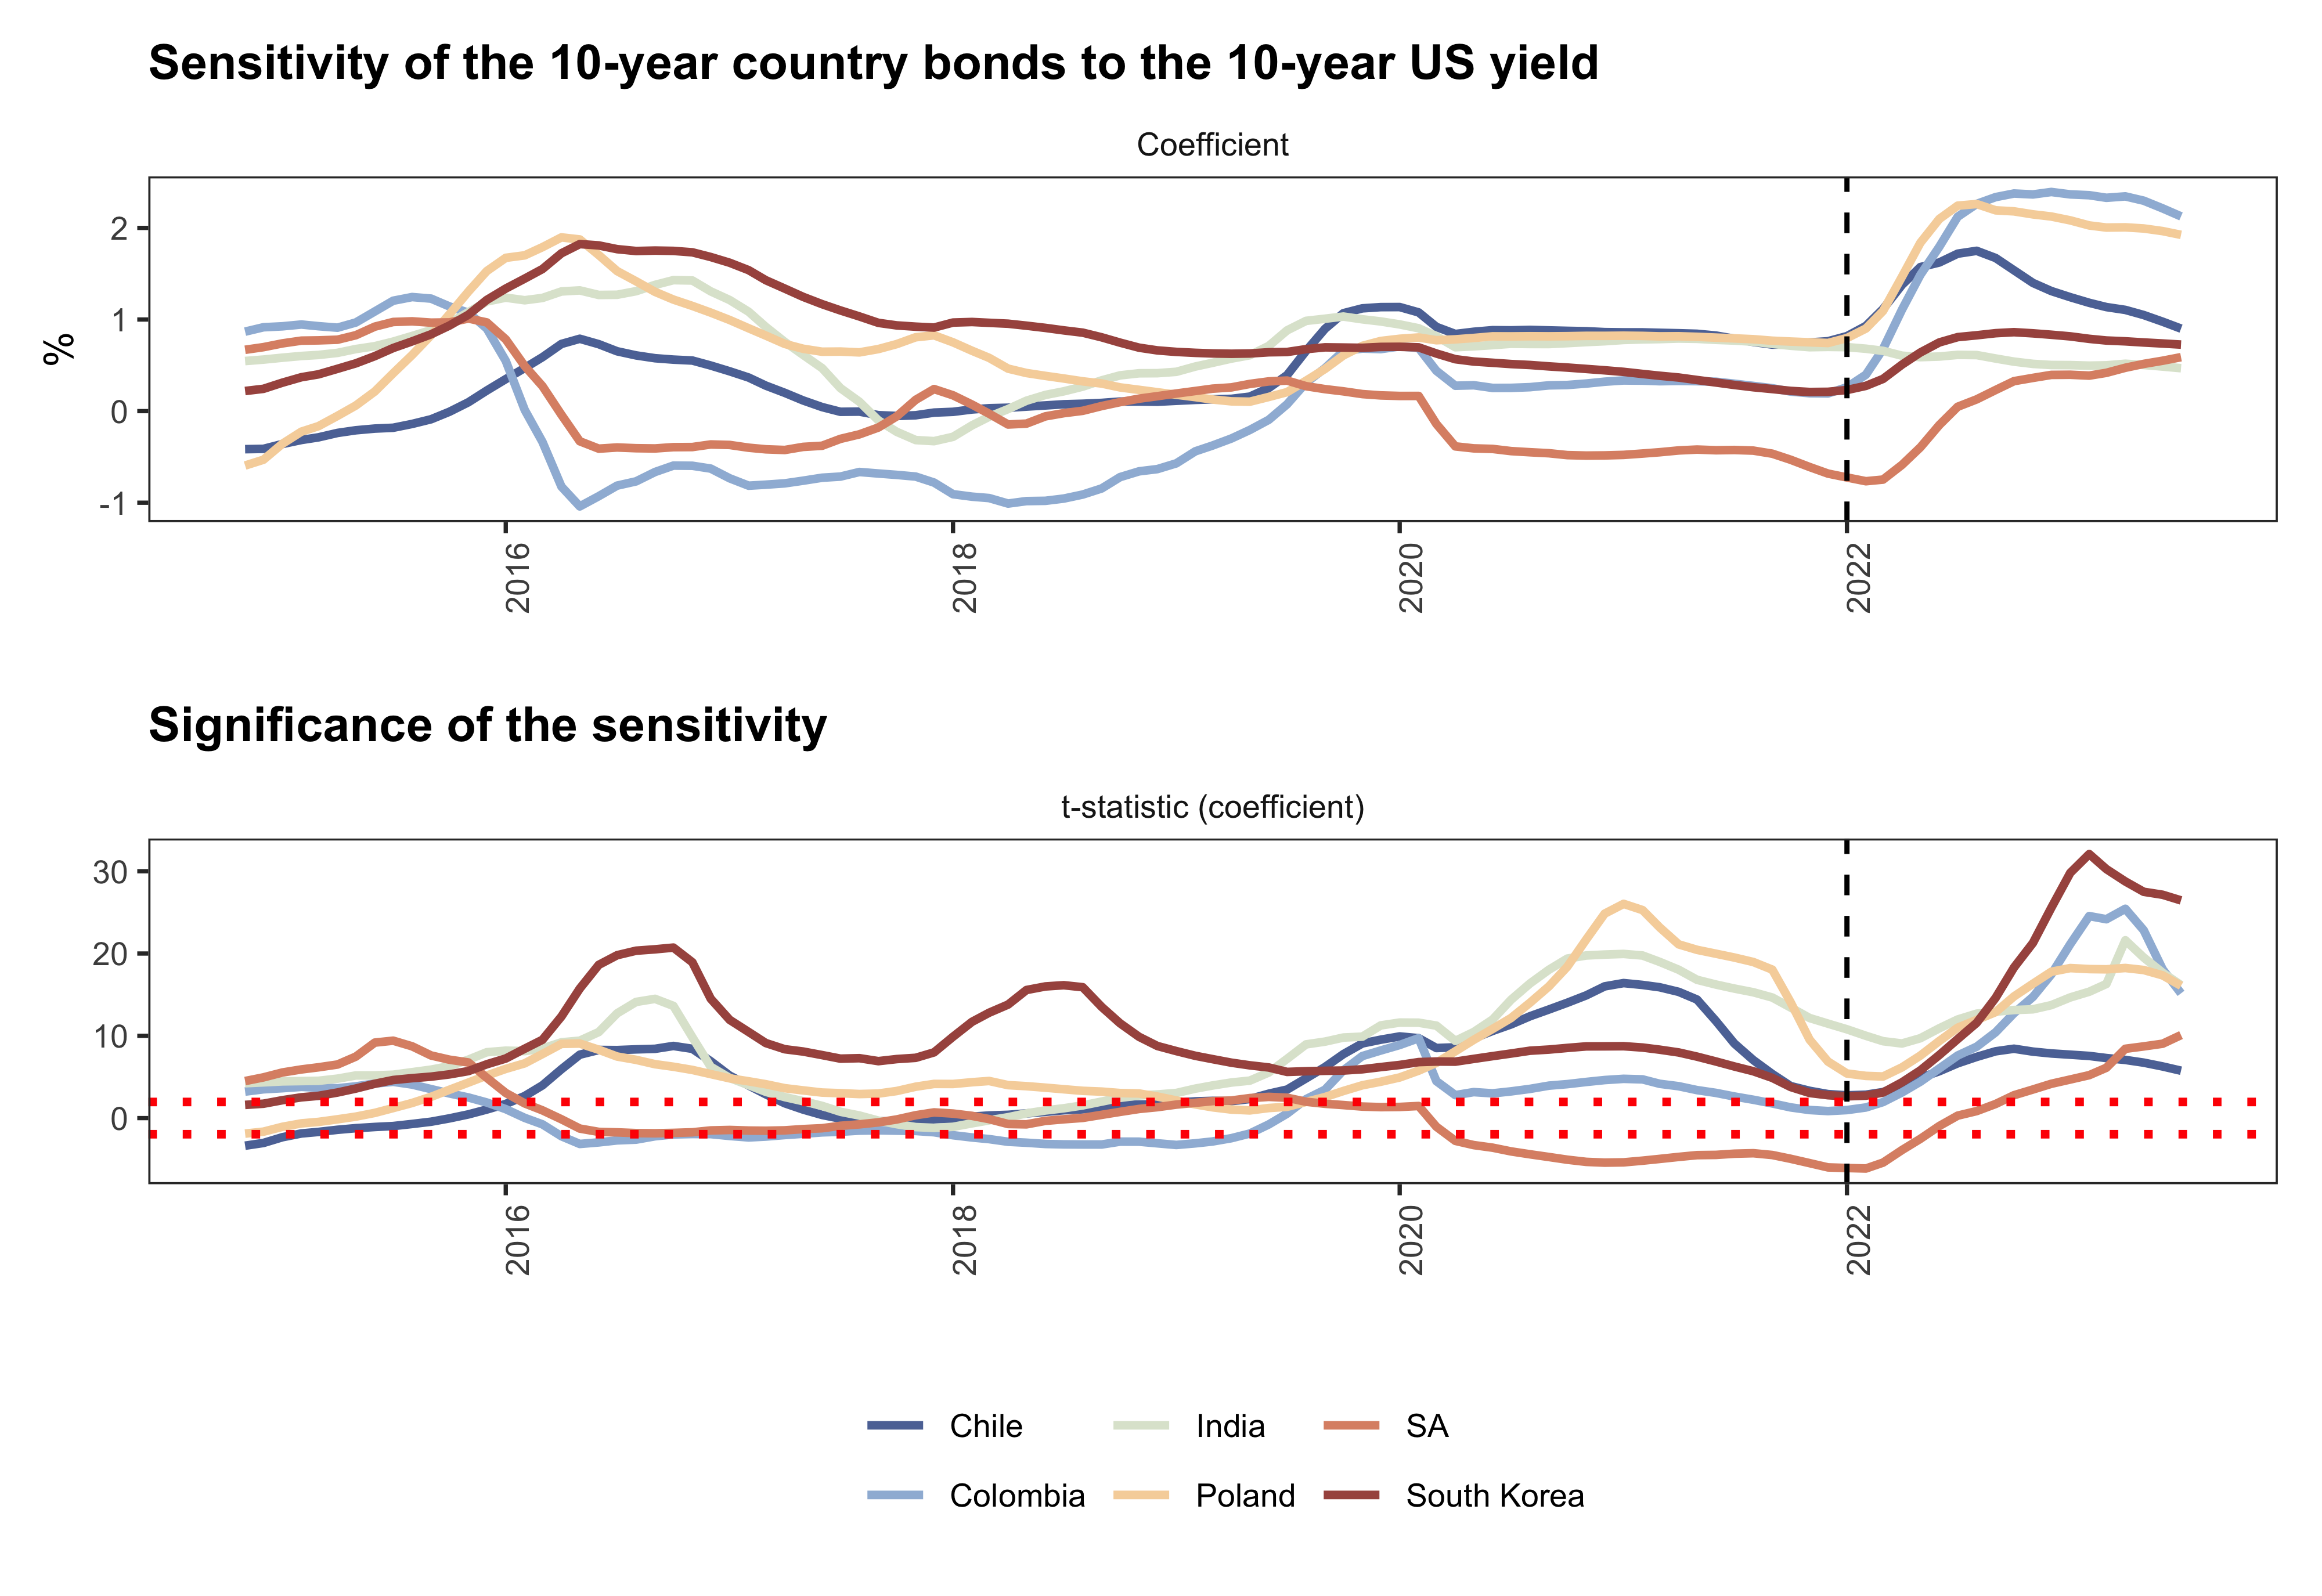 Sensitivity of the 10-year country bonds to the 10-year US yield
Coefficient
%
2
1
0
-1
2016
2018
2020
2022
Significance of the sensitivity
t-statistic (coefficient)
30
20
10
0
2016
2018
2020
2022
Chile
India
SA
Colombia
Poland
South Korea